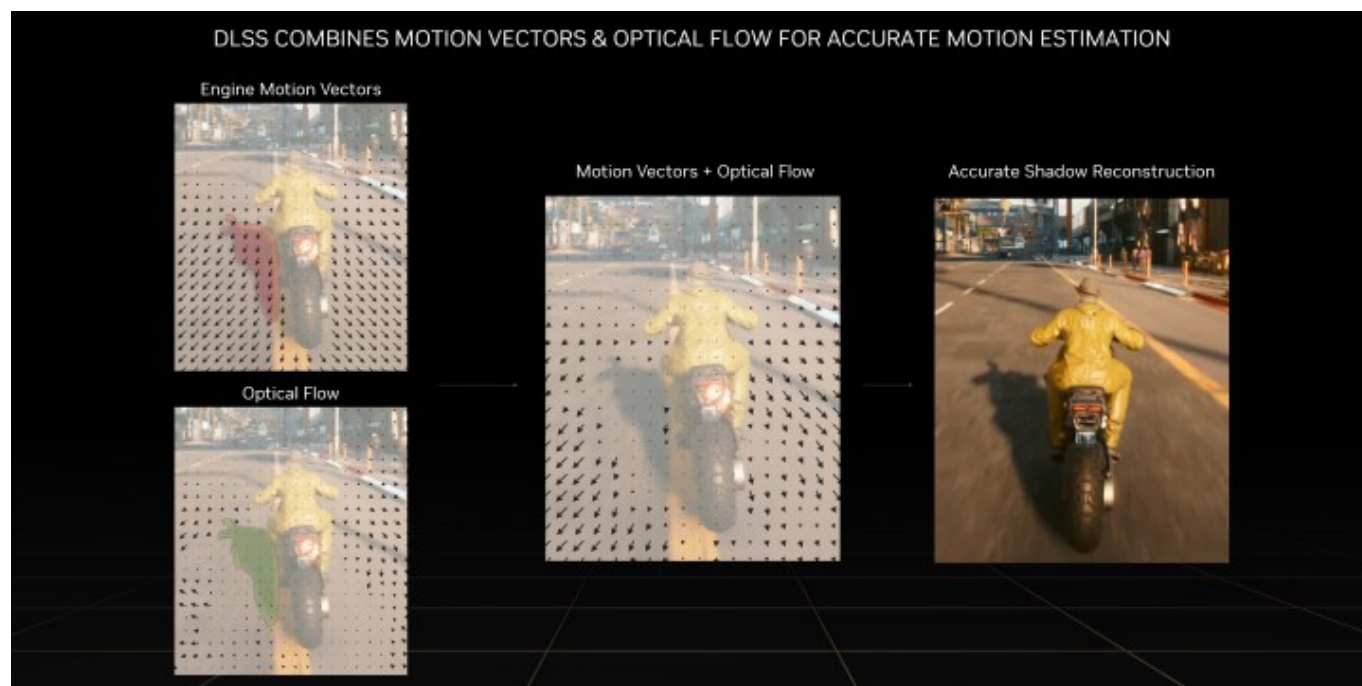 DLSS COMBINES MOTION VECTORS & OPTICAL FLOW FOR ACCURATE MOTION ESTIMATION
Engine Motion Vectors
Optical Flow
Motion Vectors + Optical Flow
Accurate Shadow Reconstruction